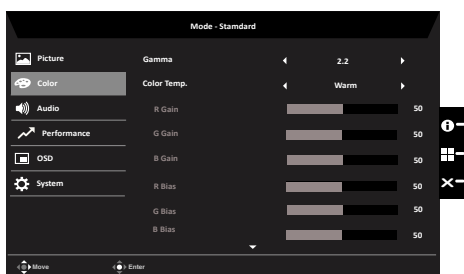 Mode - Standard
Picture
Gamma 2.2
Color
Color Temp. Warm
Audio
R Gain 50
Performance
G Gain 50
OSD
B Gain 50
System
R Bias 50
G Bias 50
B Bias 50
Move Enter